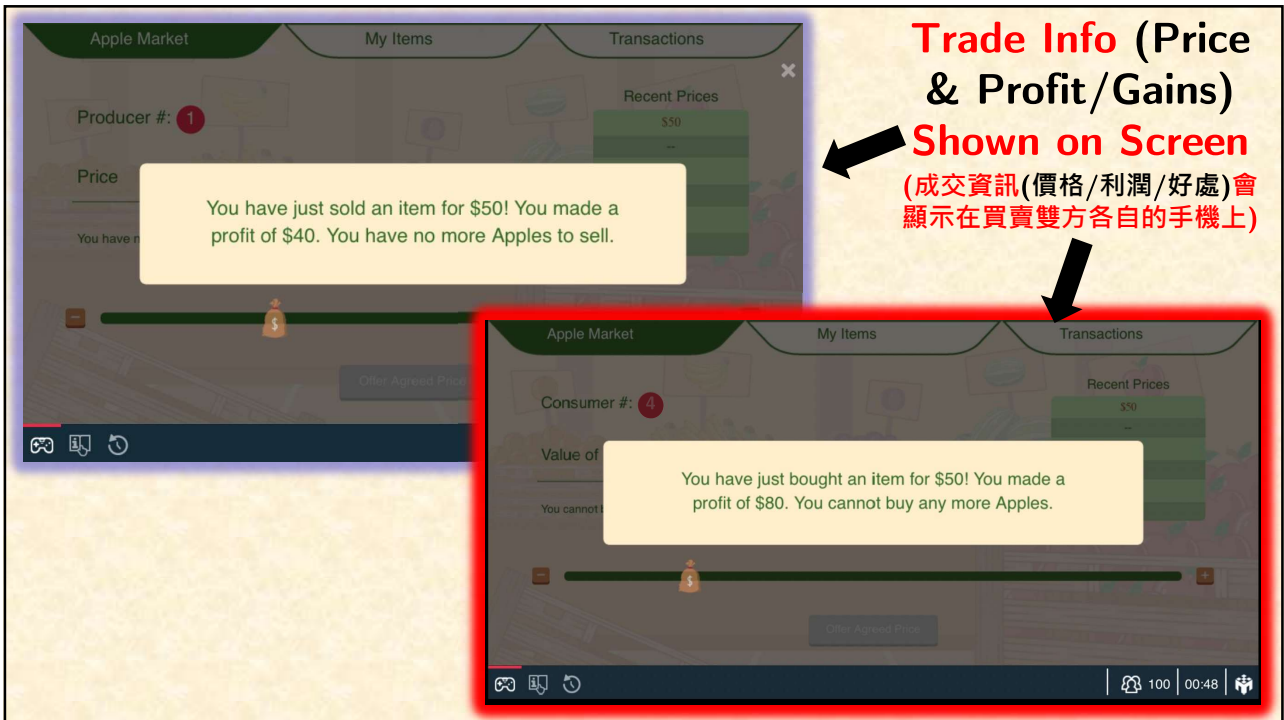 Apple Market
My Items
Transactions
Producer #: 1
Recent Prices
$50
--
Price
You have just sold an item for $50! You made a
profit of $40. You have no more Apples to sell.
You have n
Offer Agreed Price
Trade Info (Price
& Profit/Gains)
Shown on Screen
(成交資訊(價格/利潤/好處)會
顯示在買賣雙方各自的手機上)
Apple Market
My Items
Transactions
Consumer #: 4
Recent Prices
$50
--
Value of
You have just bought an item for $50! You made a
profit of $80. You cannot buy any more Apples.
You cannot b
Offer Agreed Price
100
00:48